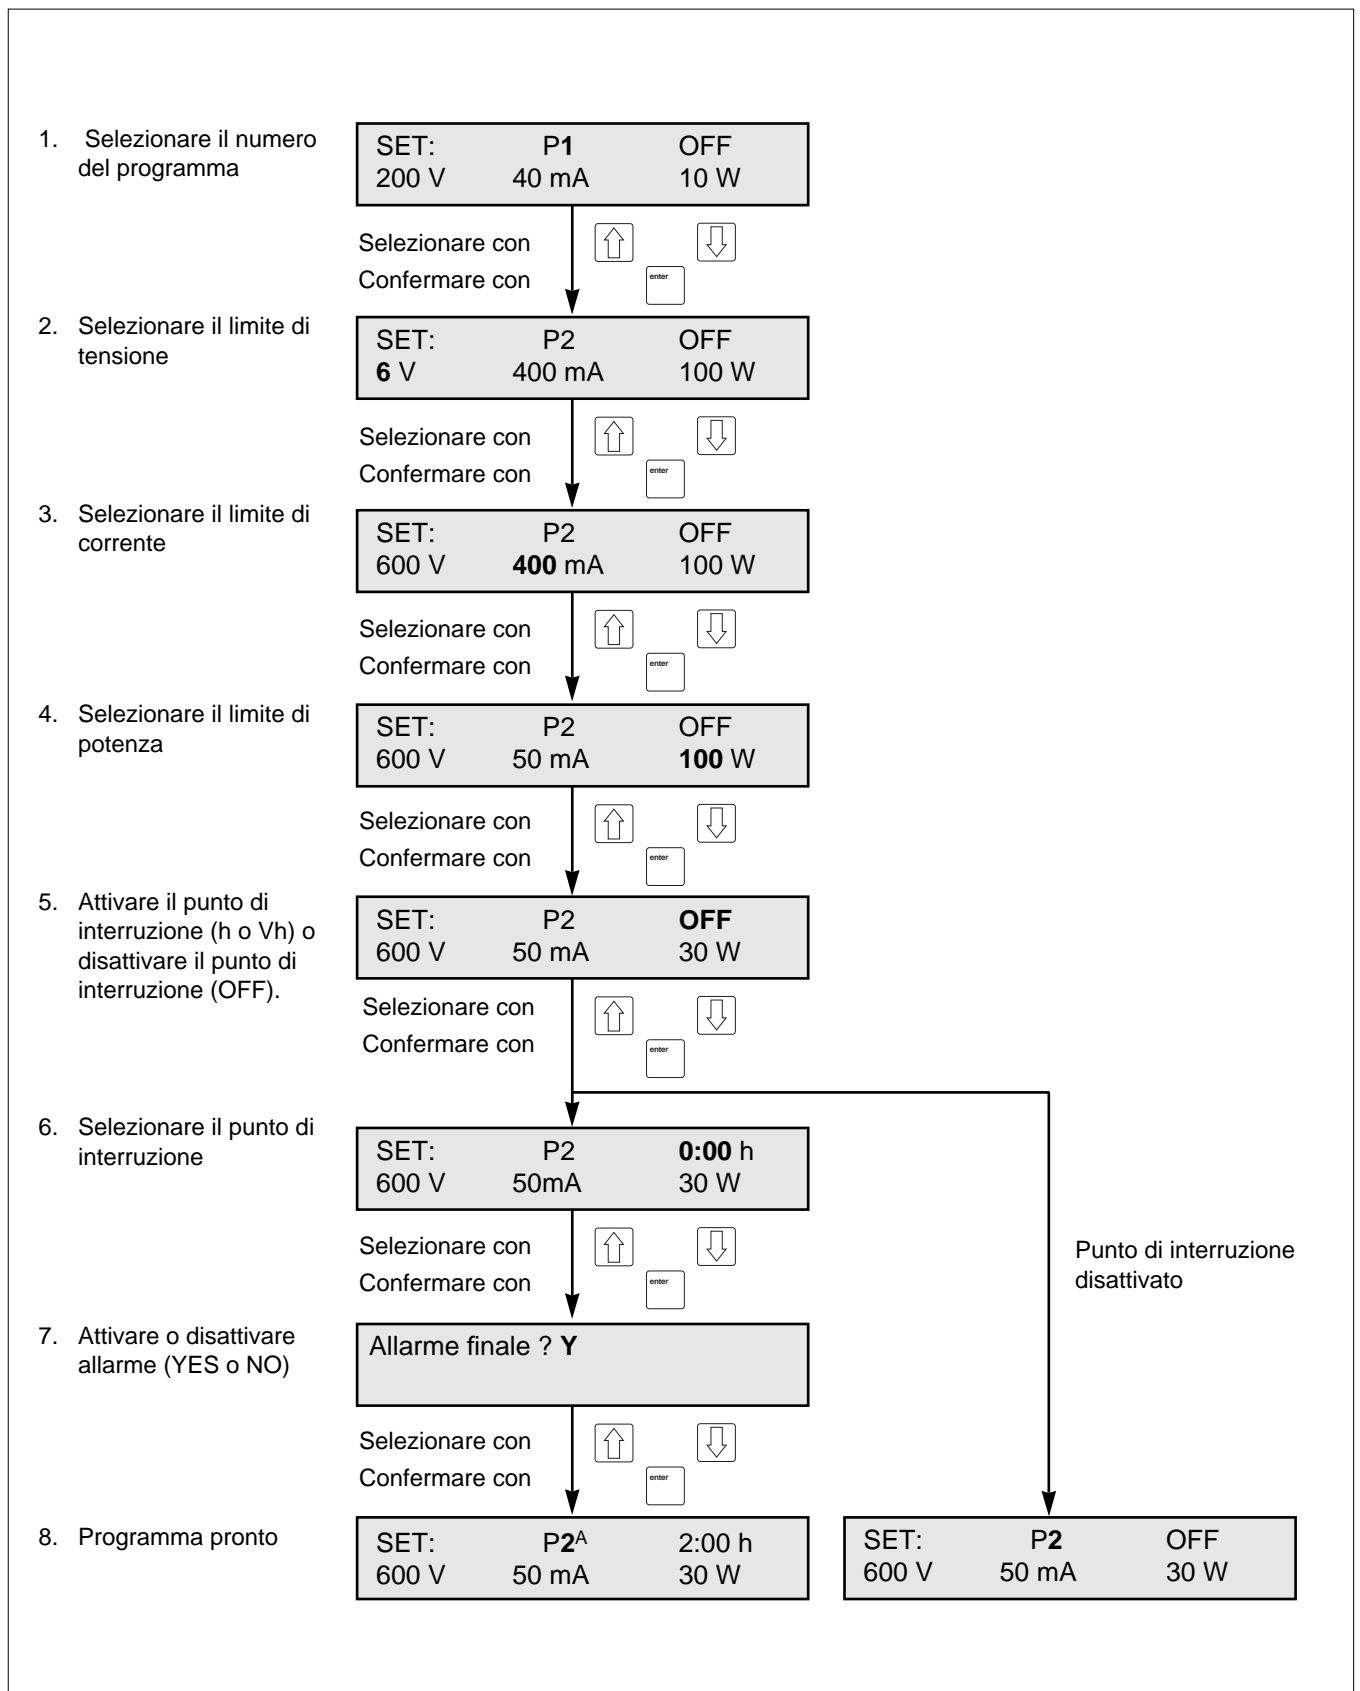 1. Selezionare il numero
del programma
SET: P1 OFF
200 V 40 mA 10 W
Selezionare con
Confermare con
enter
2. Selezionare il limite di
tensione
SET: P2 OFF
6 V 400 mA 100 W
Selezionare con
Confermare con
enter
3. Selezionare il limite di
corrente
SET: P2 OFF
600 V 400 mA 100 W
Selezionare con
Confermare con
enter
4. Selezionare il limite di
potenza
SET: P2 OFF
600 V 50 mA 100 W
Selezionare con
Confermare con
enter
5. Attivare il punto di
interruzione (h o Vh) o
disattivare il punto di
interruzione (OFF).
SET: P2 OFF
600 V 50 mA 30 W
Selezionare con
Confermare con
enter
6. Selezionare il punto di
interruzione
SET: P2 0:00 h
600 V 50mA 30 W
Selezionare con
Confermare con
enter
Punto di interruzione
disattivato
7. Attivare o disattivare
allarme (YES o NO)
Allarme finale ? Y
Selezionare con
Confermare con
enter
8. Programma pronto
SET: P2A 2:00 h
600 V 50 mA 30 W
SET: P2 OFF
600 V 50 mA 30 W